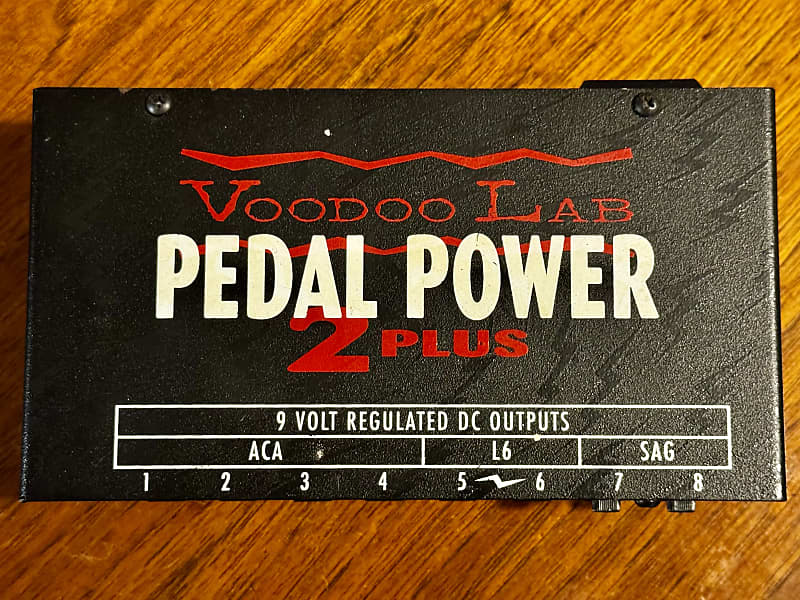 VOODOO LAB
PEDAL POWER
2 PLUS
9 VOLT REGULATED DC OUTPUTS
ACA L6 SAG
1 2 3 4 5 6 7 8